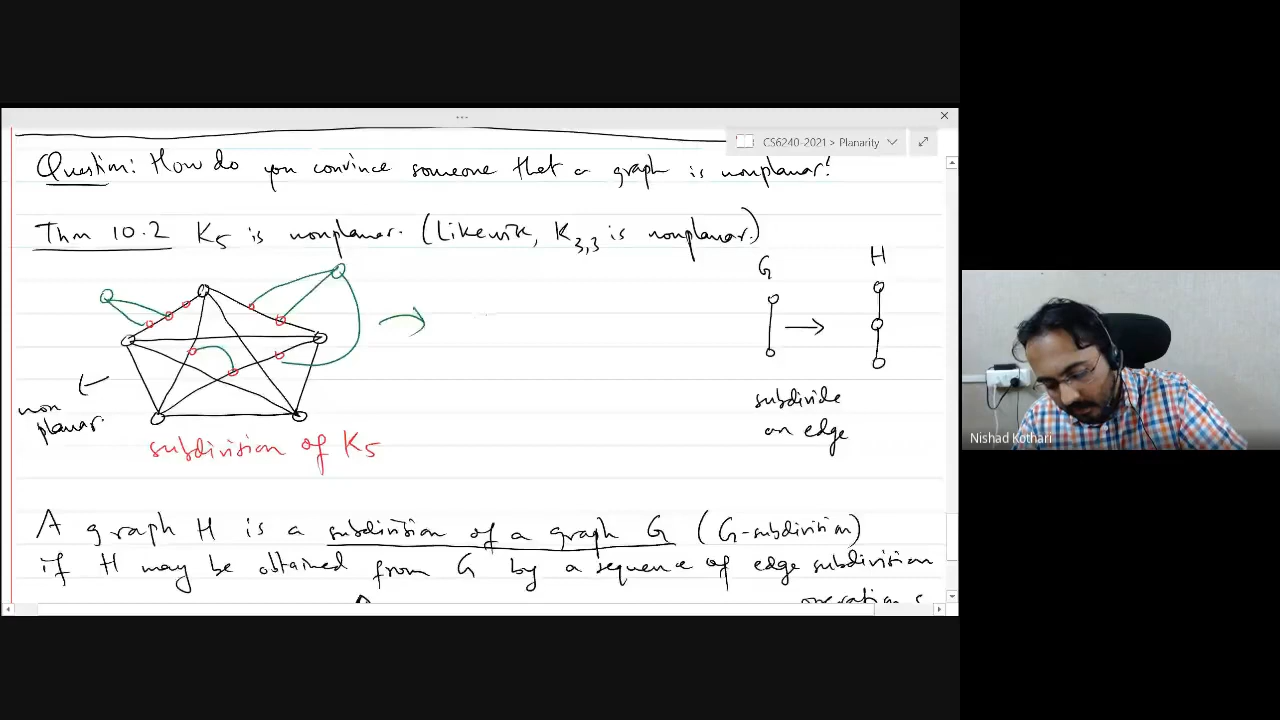 CS6240-2021 > Planarity
Question: How do you convince someone that a graph is nonplanar?
Thm 10.2 K5 is nonplanar. (Likewise, K3,3 is nonplanar.)
G H
non planar.
subdivide
an edge
subdivision of K5
Nishad Kothari
A graph H is a subdivision of a graph G (G-subdivision)
if H may be obtained from G by a sequence of edge subdivision
operations